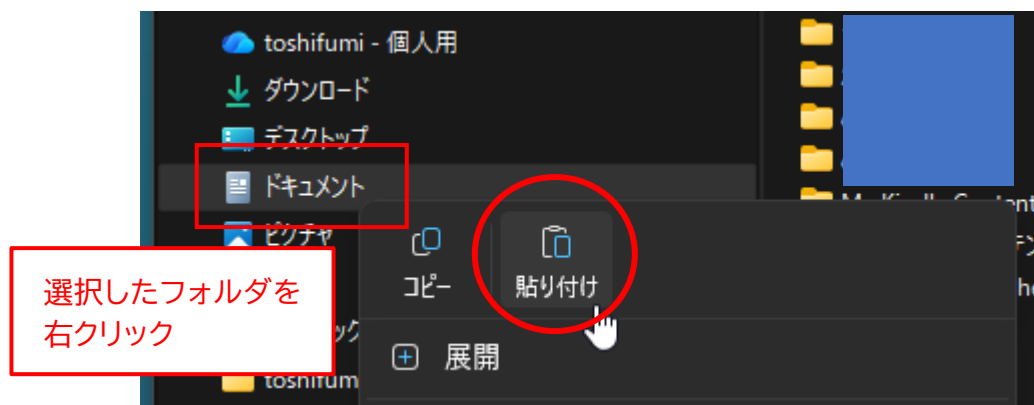 toshifumi - 個人用
ダウンロード
デスクトップ
ドキュメント
ピクチャ
コピー
貼り付け
展開
選択したフォルダを
右クリック
toshifum